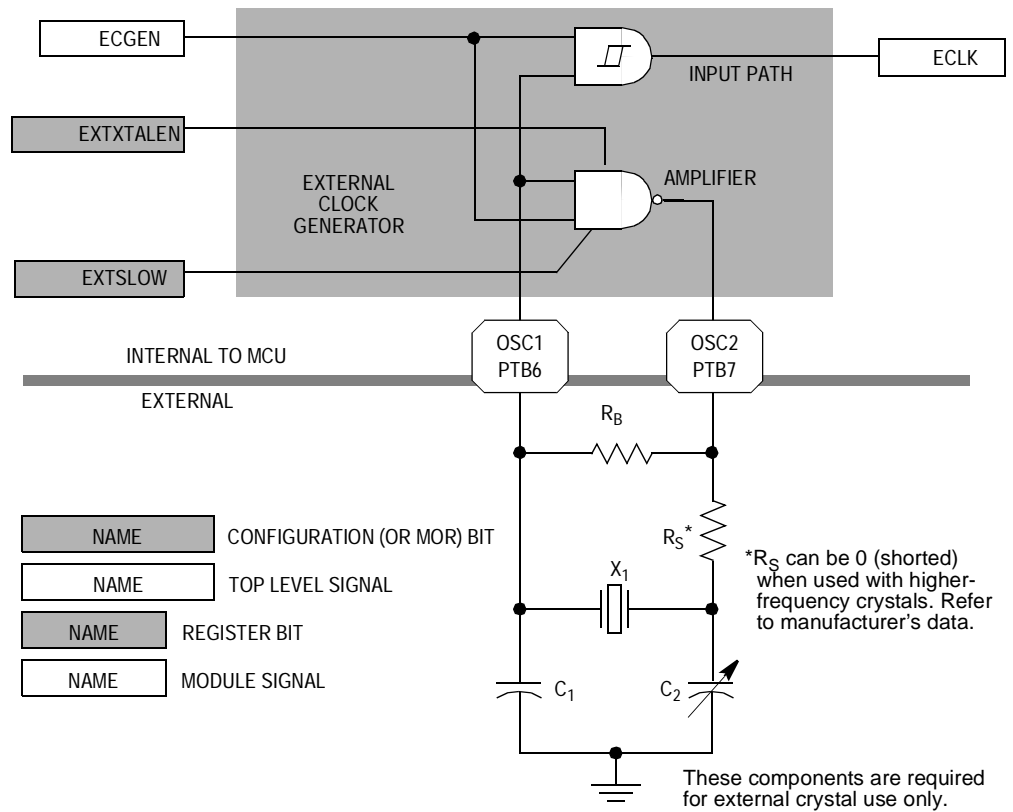 ECGEN
ECLK
INPUT PATH
EXTXTALEN
AMPLIFIER
EXTERNAL
CLOCK
GENERATOR
EXTSLOW
OSC1
PTB6
OSC2
PTB7
INTERNAL TO MCU
EXTERNAL
RB
RS*
X1
*RS can be 0 (shorted)
when used with higher-
frequency crystals. Refer
to manufacturer's data.
NAME CONFIGURATION (OR MOR) BIT
NAME TOP LEVEL SIGNAL
NAME REGISTER BIT
NAME MODULE SIGNAL
C1
C2
These components are required
for external crystal use only.